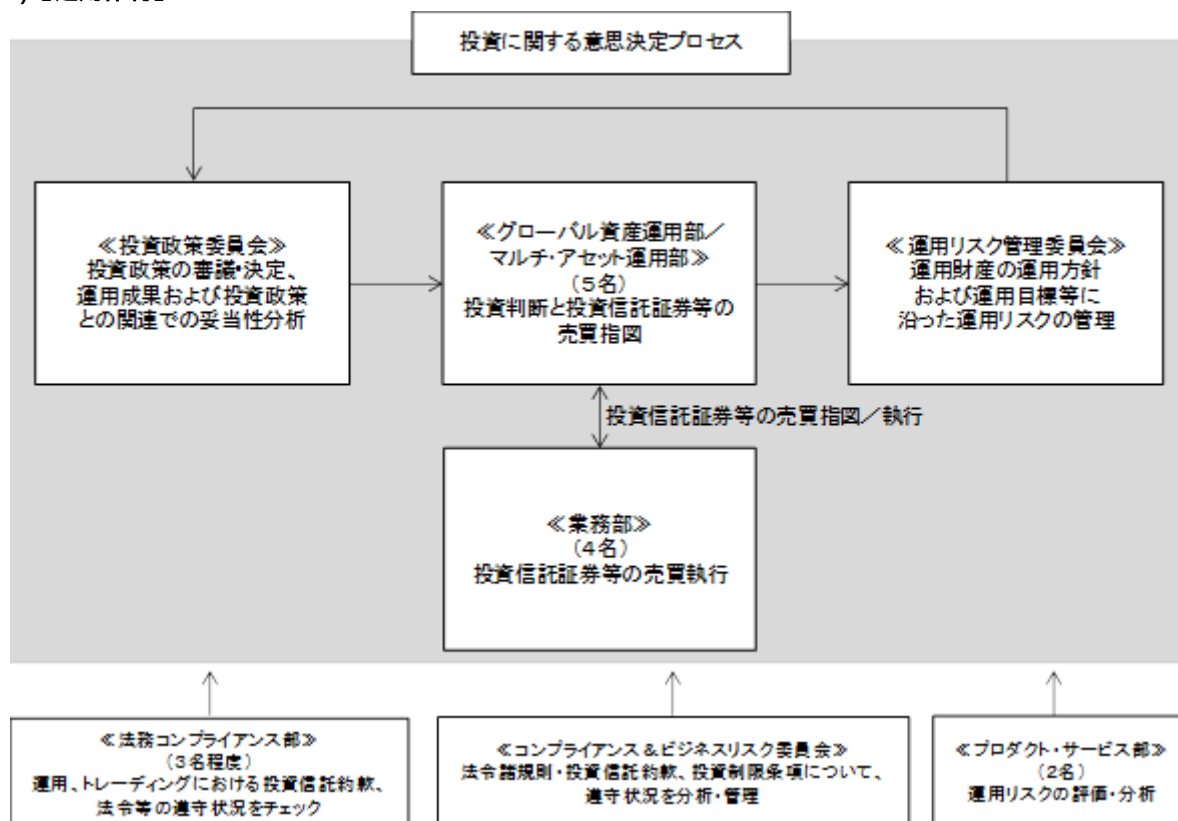 投資に関する意思決定プロセス
≪投資政策委員会≫
投資政策の審議・決定、
運用成果および投資政策
との関連での妥当性分析
≪グローバル資産運用部／
マルチ・アセット運用部≫
（５名）
投資判断と投資信託証券等の
売買指図
≪運用リスク管理委員会≫
運用財産の運用方針
および運用目標等に
沿った運用リスクの管理
投資信託証券等の売買指図／執行
≪業務部≫
（４名）
投資信託証券等の売買執行
≪法務コンプライアンス部≫
（３名程度）
運用、トレーディングにおける投資信託約款、
法令等の遵守状況をチェック
≪コンプライアンス＆ビジネスリスク委員会≫
法令諸規則・投資信託約款、投資制限条項について、
遵守状況を分析・管理
≪プロダクト・サービス部≫
（２名）
運用リスクの評価・分析